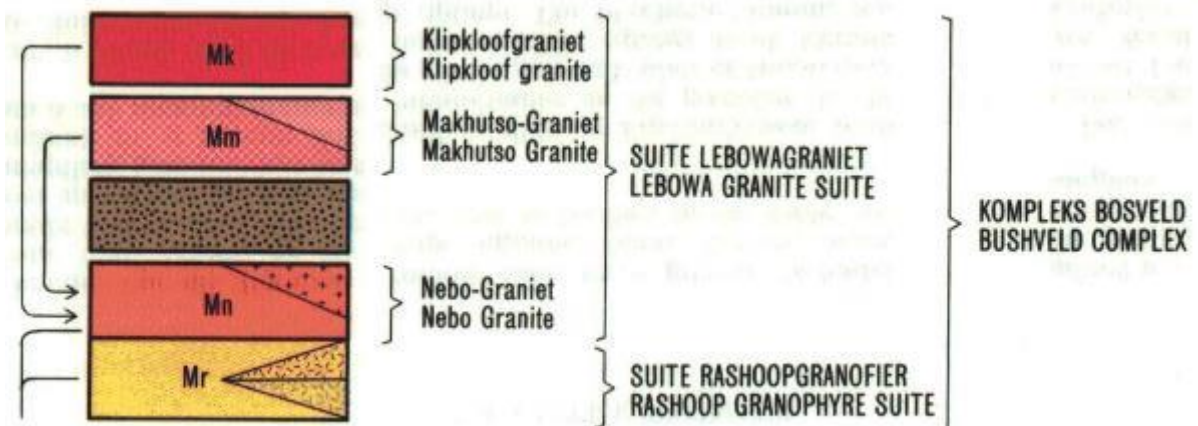 Mk
Klipkloofgraniet
Klipkloof granite
Mm
Makhutso-Graniet
Makhutso Granite
SUITE LEBOWAGRANIET
LEBOWA GRANITE SUITE
KOMPLEKS BOSVELD
BUSHVELD COMPLEX
Mn
Nebo-Graniet
Nebo Granite
Mr
SUITE RASHOOPGRANOFIER
RASHOOP GRANOPHYRE SUITE